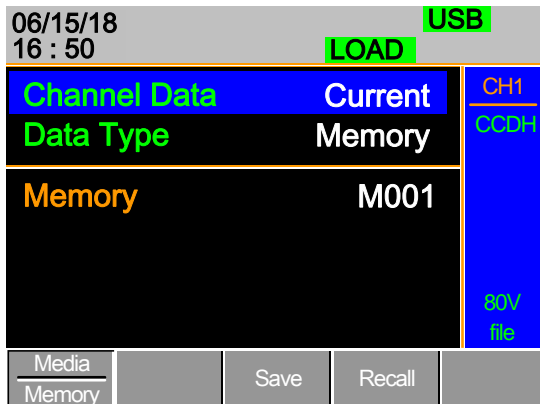 06/15/18
USB
16 : 50
LOAD
Channel Data Current
Data Type Memory
Memory M001
CH1
CCDH
80V
file
Media
Memory
Save
Recall